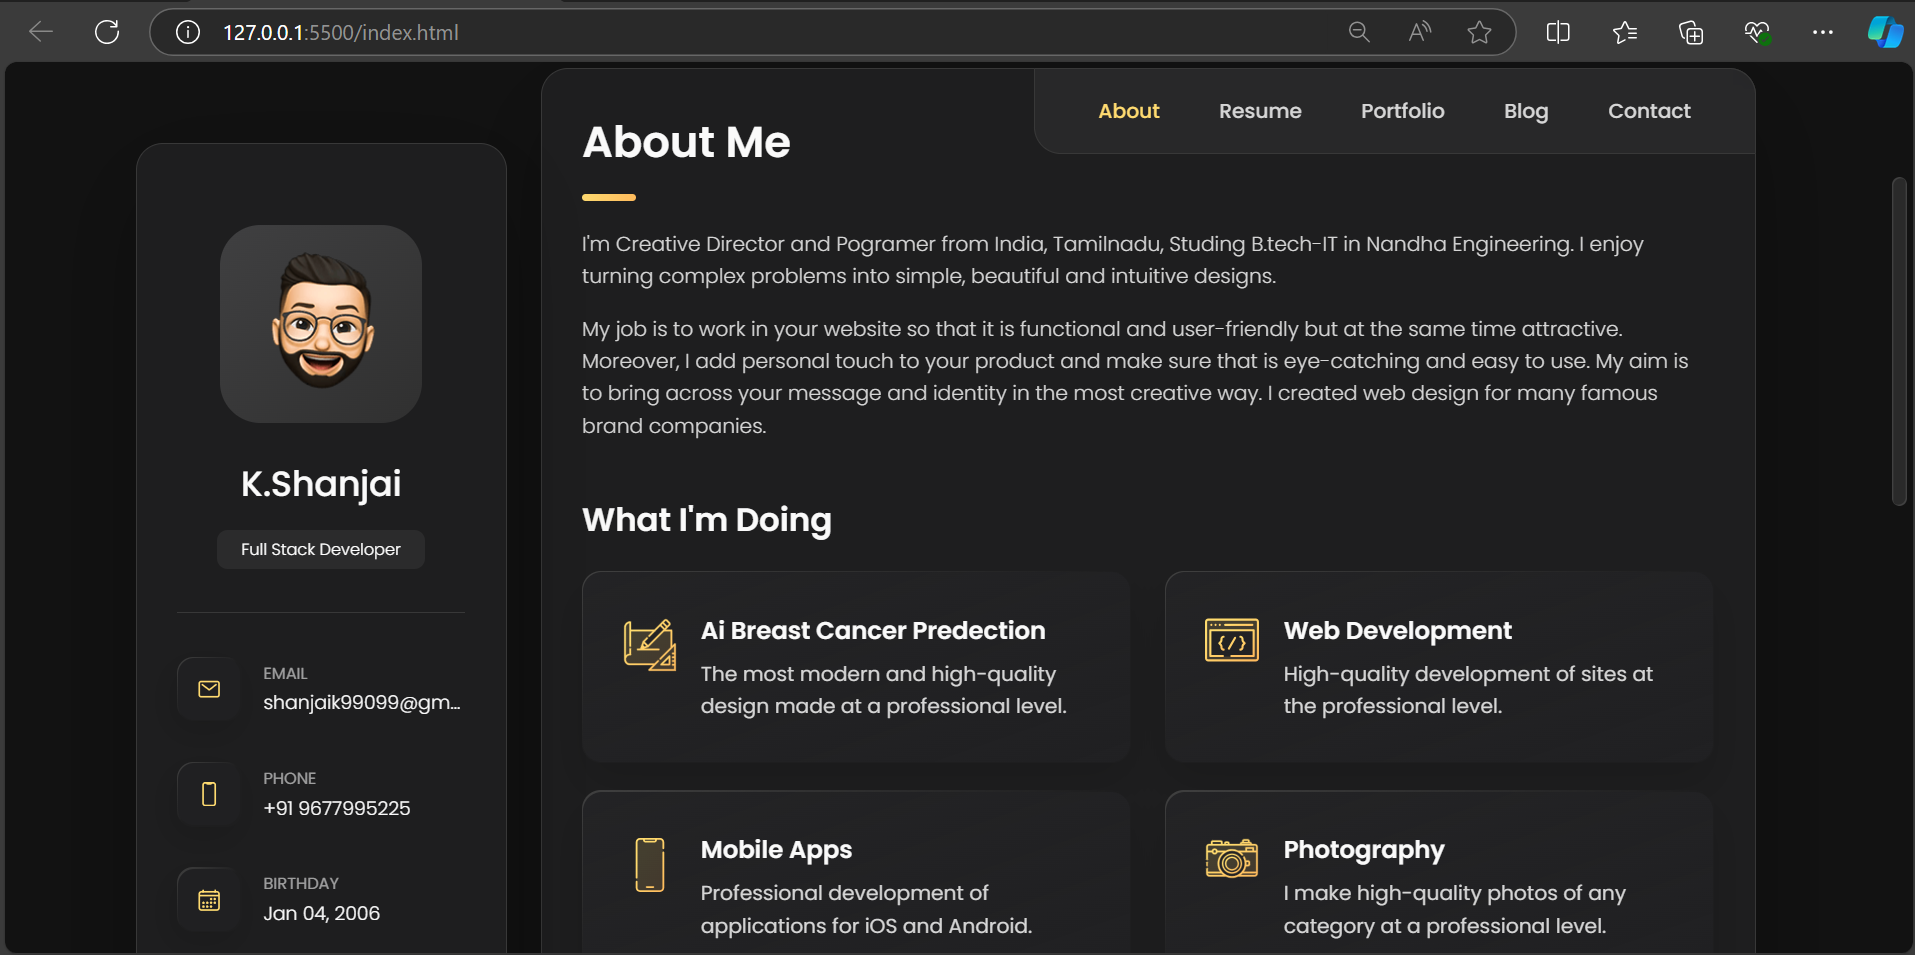 127.0.0.1:5500/index.html
About
Resume
Portfolio
Blog
Contact
K.Shanjai
Full Stack Developer
EMAIL
shanjaik99099@gm...
PHONE
+91 9677995225
BIRTHDAY
Jan 04, 2006
About Me
I'm Creative Director and Pogramer from India, Tamilnadu, Studing B.tech-IT in Nandha Engineering. I enjoy
turning complex problems into simple, beautiful and intuitive designs.
My job is to work in your website so that it is functional and user-friendly but at the same time attractive.
Moreover, I add personal touch to your product and make sure that is eye-catching and easy to use. My aim is
to bring across your message and identity in the most creative way. I created web design for many famous
brand companies.
What I'm Doing
Ai Breast Cancer Predection
The most modern and high-quality
design made at a professional level.
Web Development
High-quality development of sites at
the professional level.
Mobile Apps
Professional development of
applications for iOS and Android.
Photography
I make high-quality photos of any
category at a professional level.